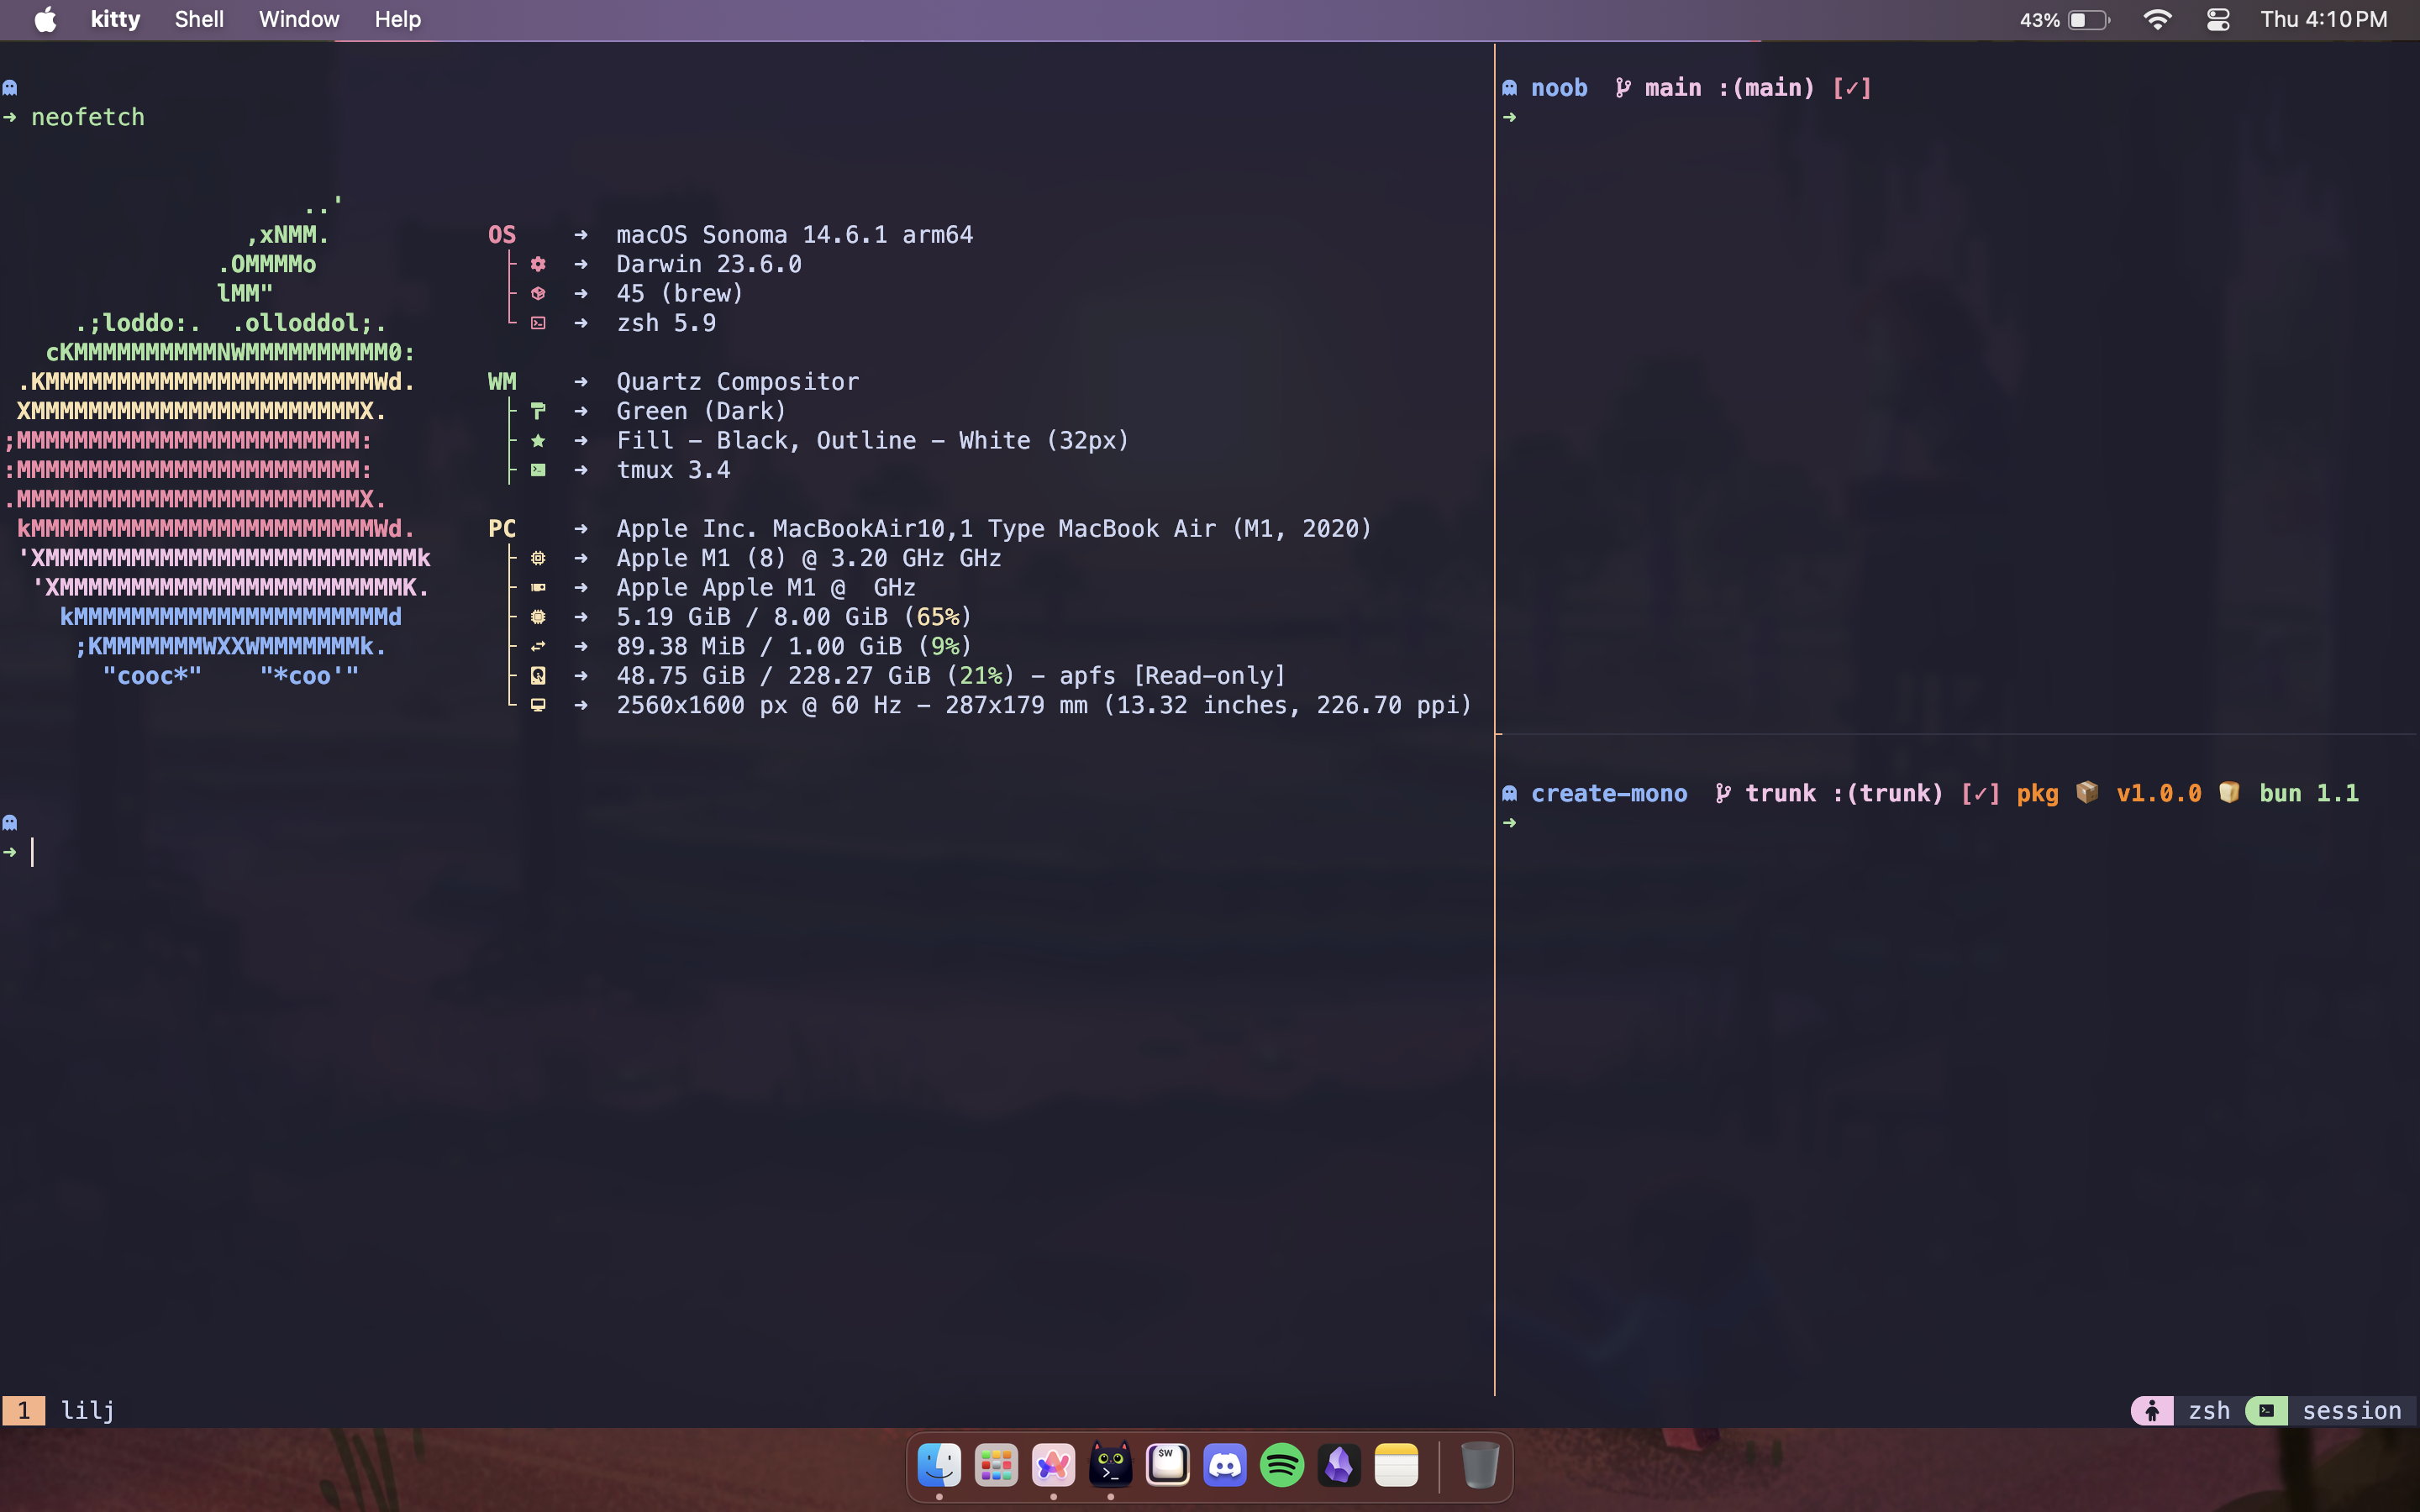 kitty Shell Window Help 43% Thu 4:10 PM
➜ neofetch
..'
,xNMM.
.OMMMMo
lMM"
.;loddo:. .olloddol;.
cKMMMMMMMMMMNWMMMMMMMMMM0:
.KMMMMMMMMMMMMMMMMMMMMMMMWd.
XMMMMMMMMMMMMMMMMMMMMMMMX.
;MMMMMMMMMMMMMMMMMMMMMMMM:
:MMMMMMMMMMMMMMMMMMMMMMMM:
.MMMMMMMMMMMMMMMMMMMMMMMMX.
kMMMMMMMMMMMMMMMMMMMMMMMMWd.
'XMMMMMMMMMMMMMMMMMMMMMMMMMMk
'XMMMMMMMMMMMMMMMMMMMMMMMMK.
kMMMMMMMMMMMMMMMMMMMMMMd
;KMMMMMMMWXXWMMMMMMMk.
"cooc*" "*coo'"
OS ➜ macOS Sonoma 14.6.1 arm64
➜ Darwin 23.6.0
➜ 45 (brew)
➜ zsh 5.9
WM ➜ Quartz Compositor
➜ Green (Dark)
➜ Fill - Black, Outline - White (32px)
➜ tmux 3.4
PC ➜ Apple Inc. MacBookAir10,1 Type MacBook Air (M1, 2020)
➜ Apple M1 (8) @ 3.20 GHz GHz
➜ Apple Apple M1 @ GHz
➜ 5.19 GiB / 8.00 GiB (65%)
➜ 89.38 MiB / 1.00 GiB (9%)
➜ 48.75 GiB / 228.27 GiB (21%) - apfs [Read-only]
➜ 2560x1600 px @ 60 Hz - 287x179 mm (13.32 inches, 226.70 ppi)
➜
noob main :(main) [✓]
➜
create-mono trunk :(trunk) [✓] pkg 📦 v1.0.0 🍞 bun 1.1
➜
1 lilj
zsh session
$W